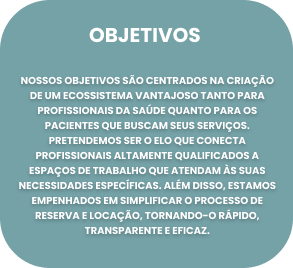 OBJETIVOS
NOSSOS OBJETIVOS SÃO CENTRADOS NA CRIAÇÃO
DE UM ECOSSISTEMA VANTAJOSO TANTO PARA
PROFISSIONAIS DA SAÚDE QUANTO PARA OS
PACIENTES QUE BUSCAM SEUS SERVIÇOS.
PRETENDEMOS SER O ELO QUE CONECTA
PROFISSIONAIS ALTAMENTE QUALIFICADOS A
ESPAÇOS DE TRABALHO QUE ATENDAM ÀS SUAS
NECESSIDADES ESPECÍFICAS. ALÉM DISSO, ESTAMOS
EMPENHADOS EM SIMPLIFICAR O PROCESSO DE
RESERVA E LOCAÇÃO, TORNANDO-O RÁPIDO,
TRANSPARENTE E EFICAZ.